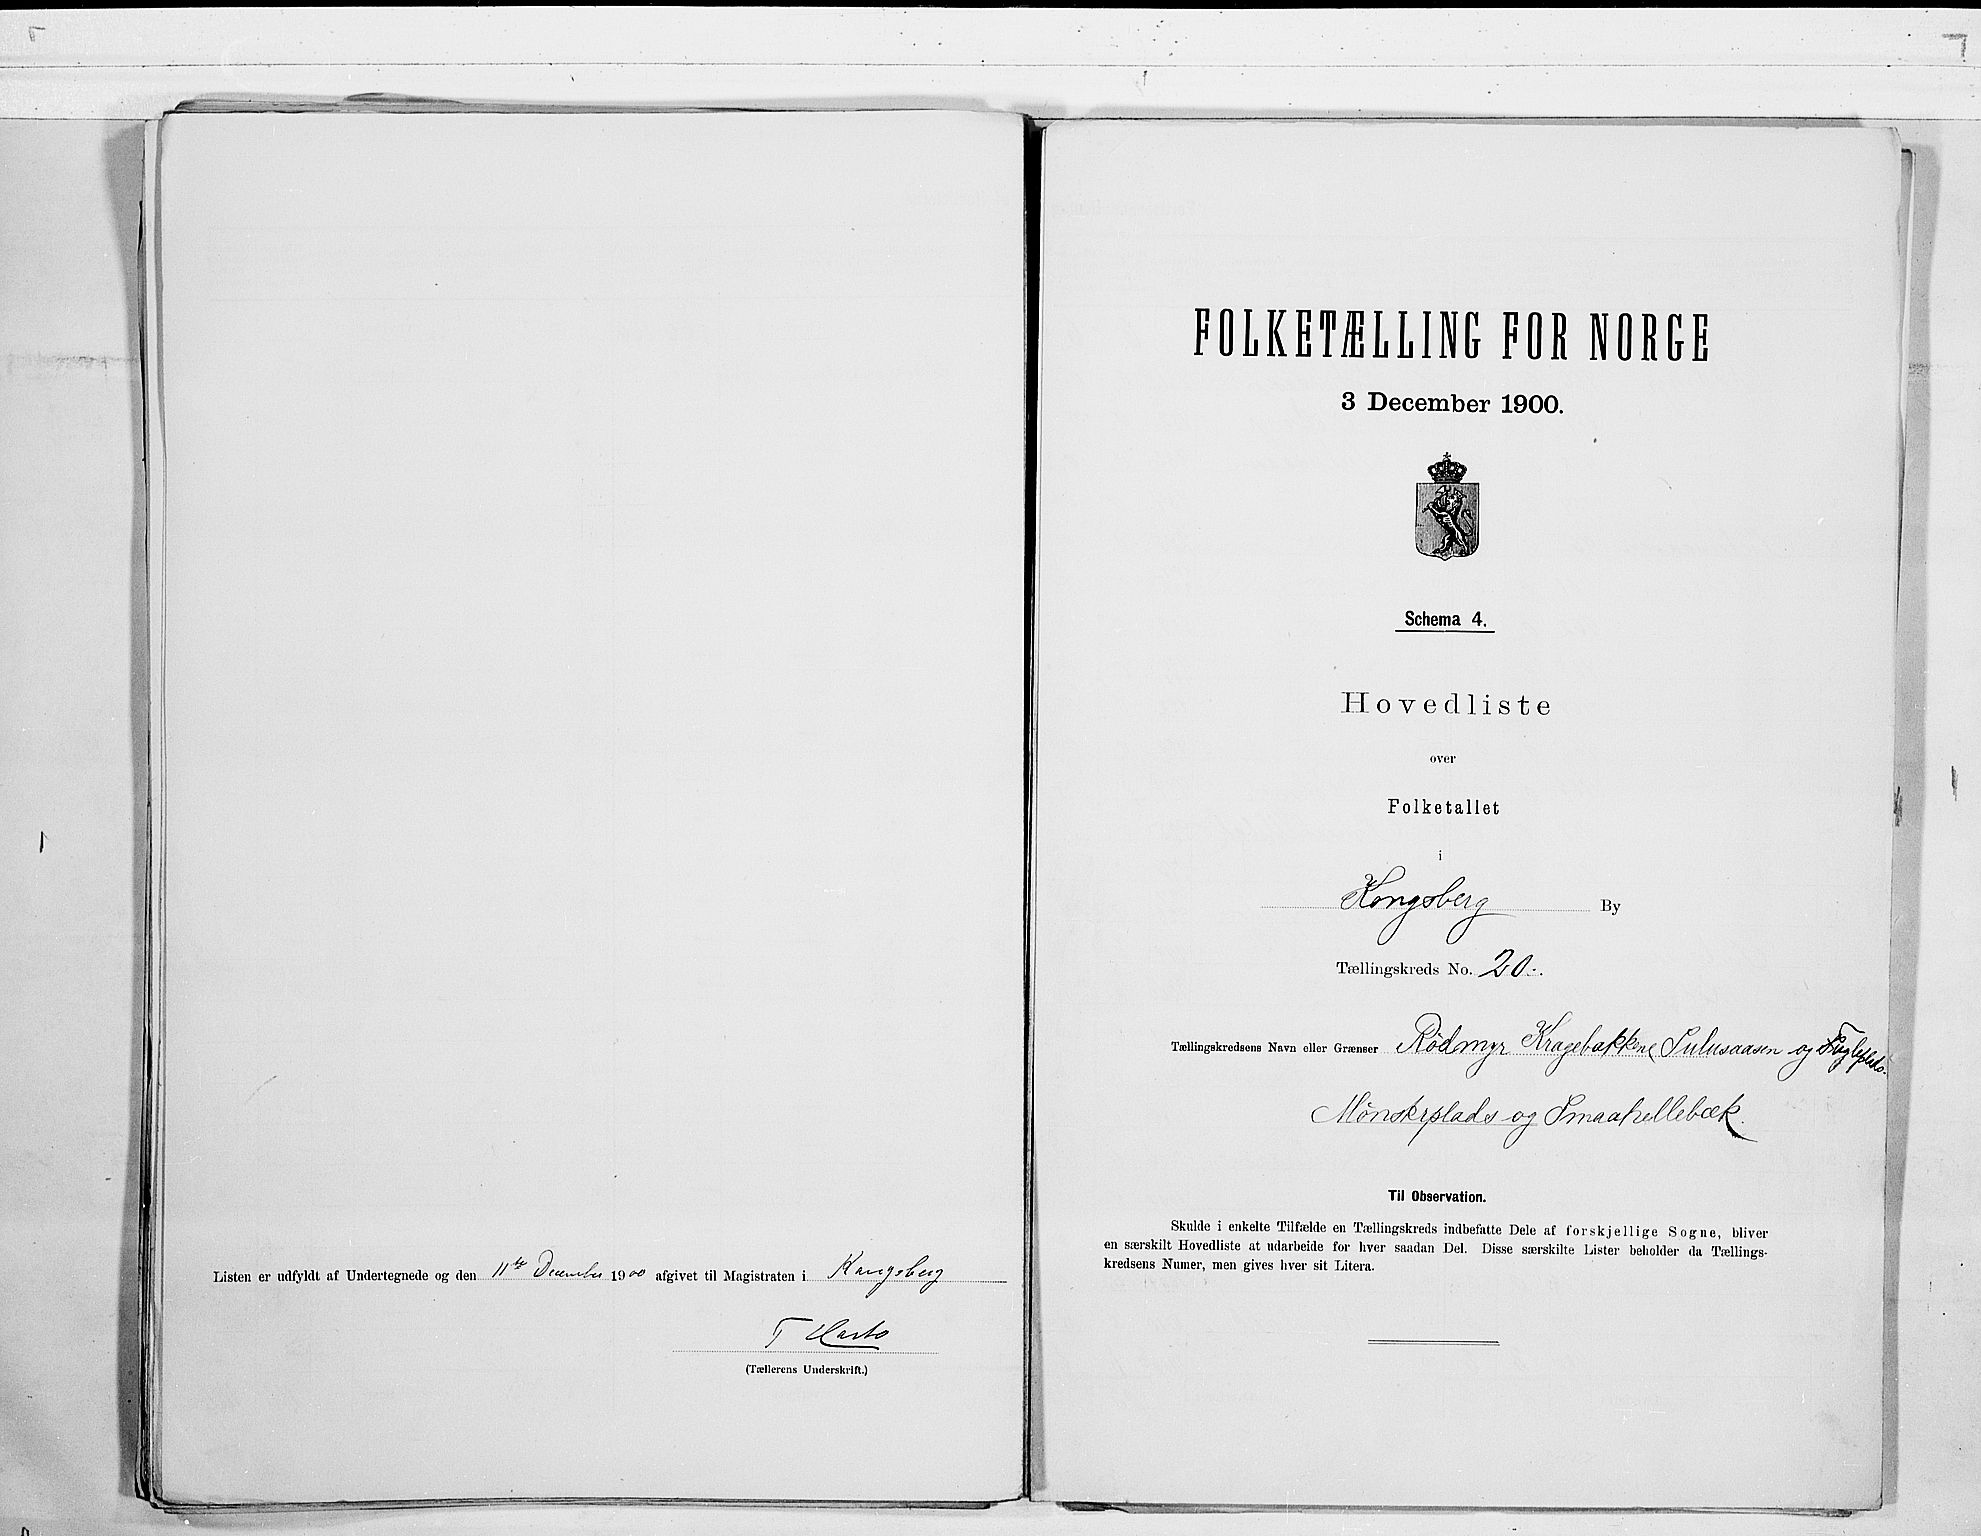 Listen er udfyldt af Undertegnede og den 11te December 1900 afgivet til Magistraten i Kongsberg
T Hasto
(Tællerens Underskrift.)
FOLKETÆLLING FOR NORGE
3 December 1900.
Schema 4.
Hovedliste
over
Folketallet
i
Kongsberg By
Tællingskreds No. 20.
Tællingskredsens Navn eller Grænser Rödmyr Kragebakken, Sulusaasen og
Mönskeplads og Smaahellebæk.
Til Observation.
Skulde i enkelte Tilfælde en Tællingskreds indbefatte Dele af forskjellige Sogne, bliver
en særskilt Hovedliste at udarbeide for hver saadan Del. Disse særskilte Lister beholder da Tællings-
kredsens Numer, men gives hver sit Litera.